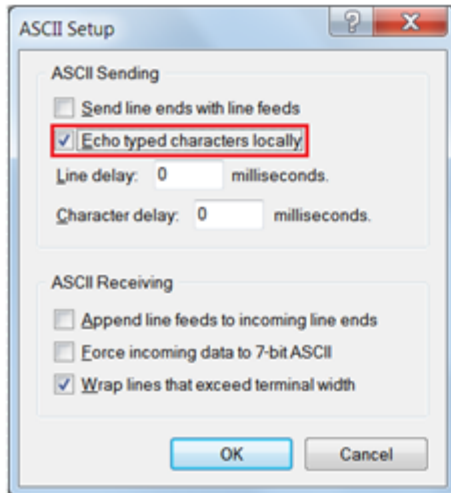 ASCII Setup
ASCII Sending
Send line ends with line feeds
Echo typed characters locally
Line delay: 0 milliseconds.
Character delay: 0 milliseconds.
ASCII Receiving
Append line feeds to incoming line ends
Force incoming data to 7-bit ASCII
Wrap lines that exceed terminal width
OK Cancel